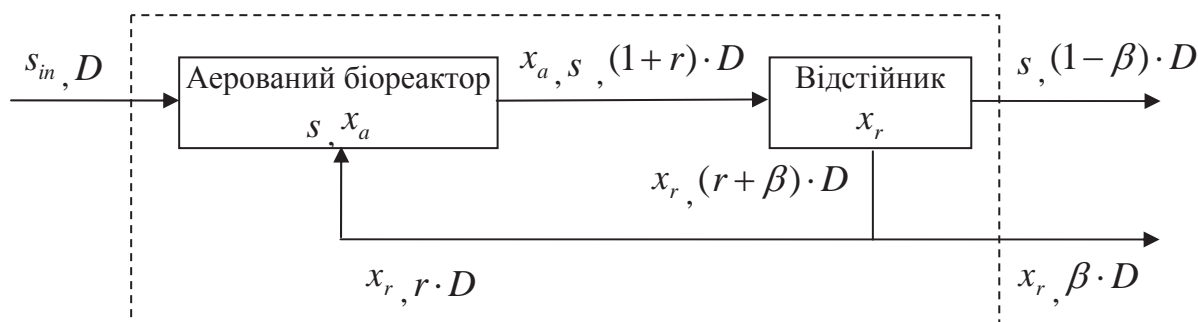 s_in, D
Аерований біореактор
s, x_a
x_a, s, (1+r)·D
Відстійник
x_r
s, (1−β)·D
x_r, (r+β)·D
x_r, r·D
x_r, β·D